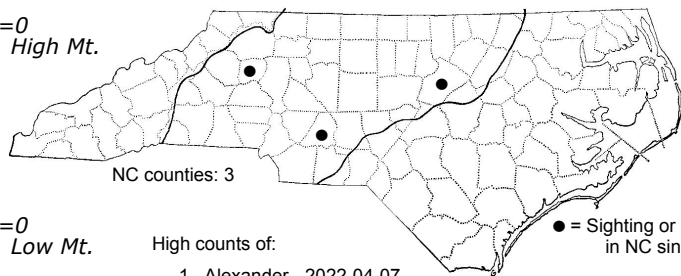 =0
High Mt.
NC counties: 3
=0
Low Mt.
High counts of:
● = Sighting or
in NC sin
1 Alexander 2022-04-07